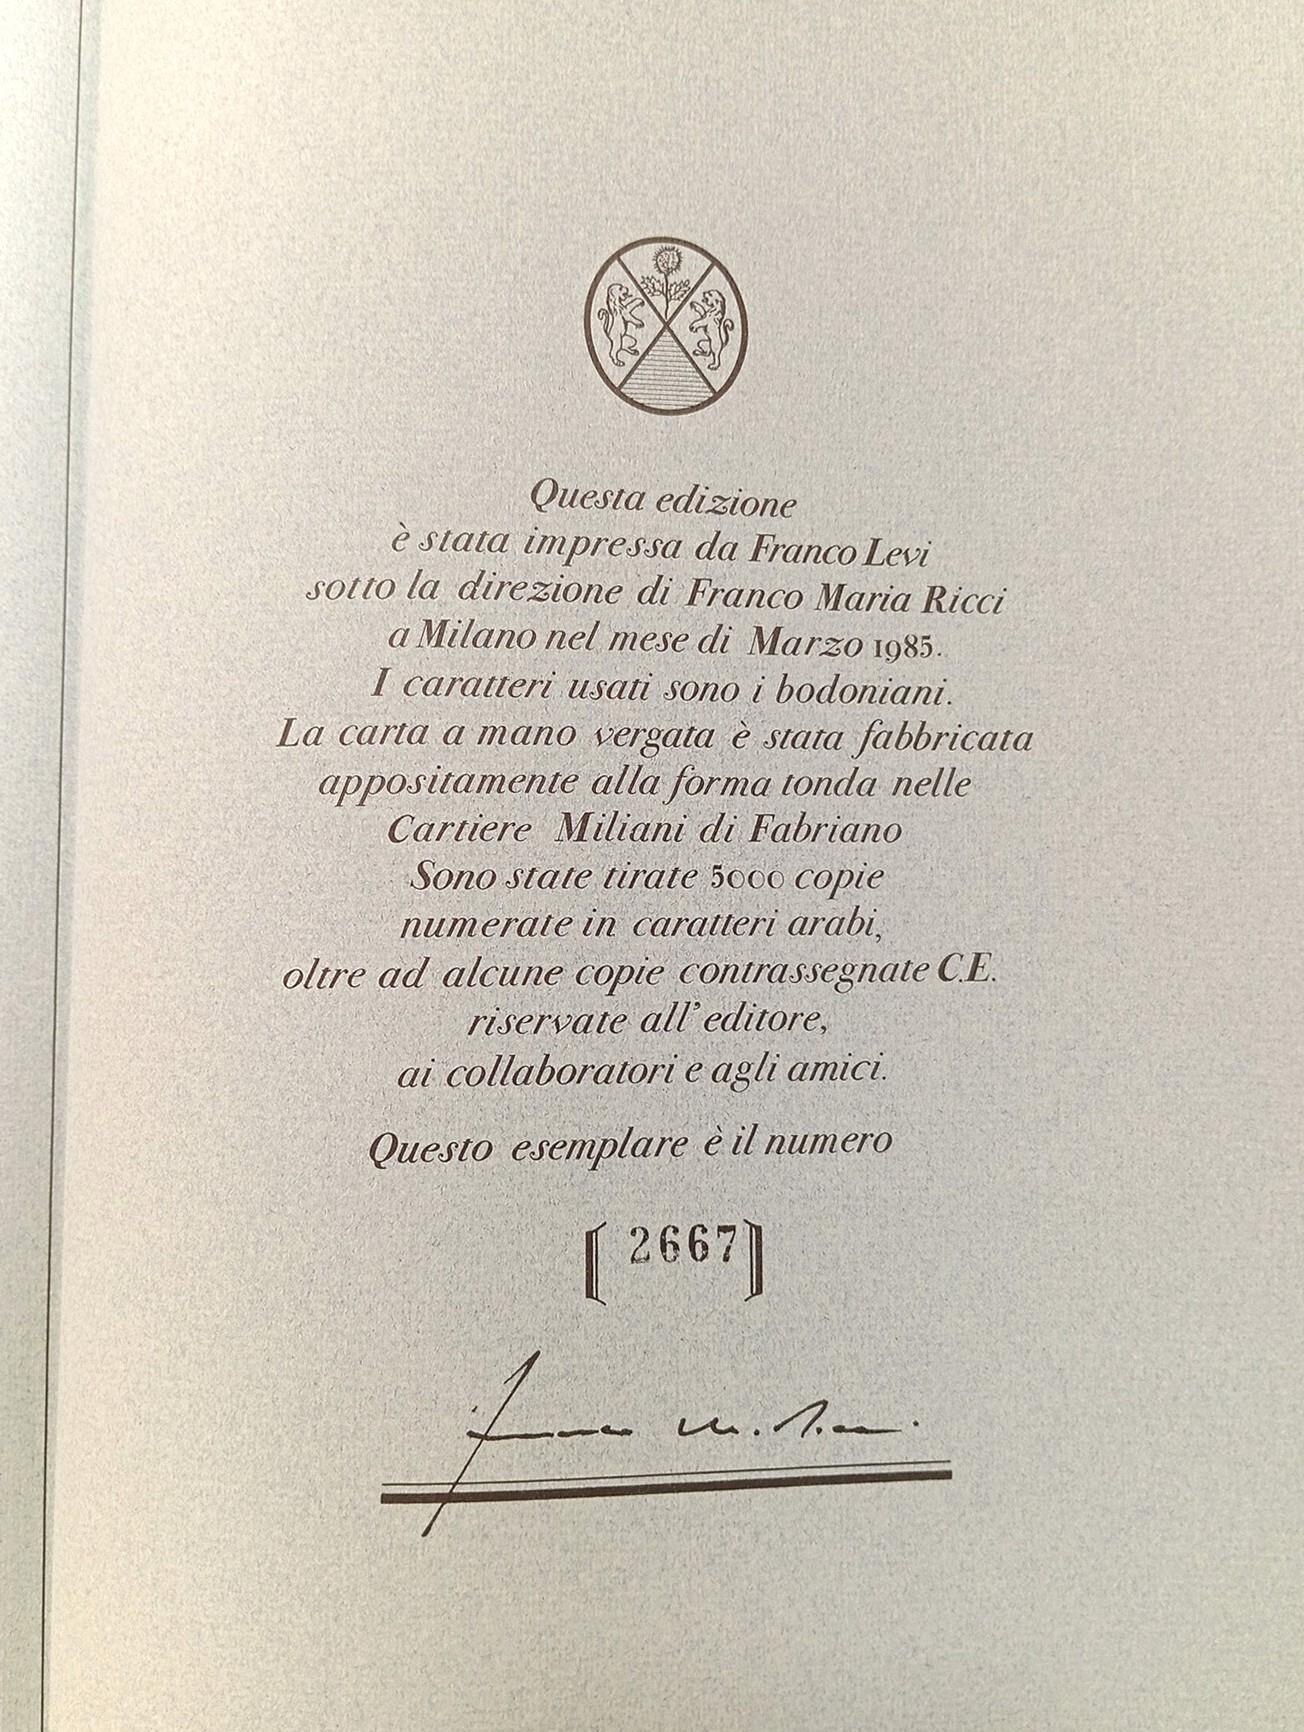 Questa edizione
è stata impressa da Franco Levi
sotto la direzione di Franco Maria Ricci
a Milano nel mese di Marzo 1985.
I caratteri usati sono i bodoniani.
La carta a mano vergata è stata fabbricata
appositamente alla forma tonda nelle
Cartiere Miliani di Fabriano
Sono state tirate 5000 copie
numerate in caratteri arabi,
oltre ad alcune copie contrassegnate C.E.
riservate all'editore,
ai collaboratori e agli amici.
Questo esemplare è il numero
[ 2667]
Franco M. Ricci